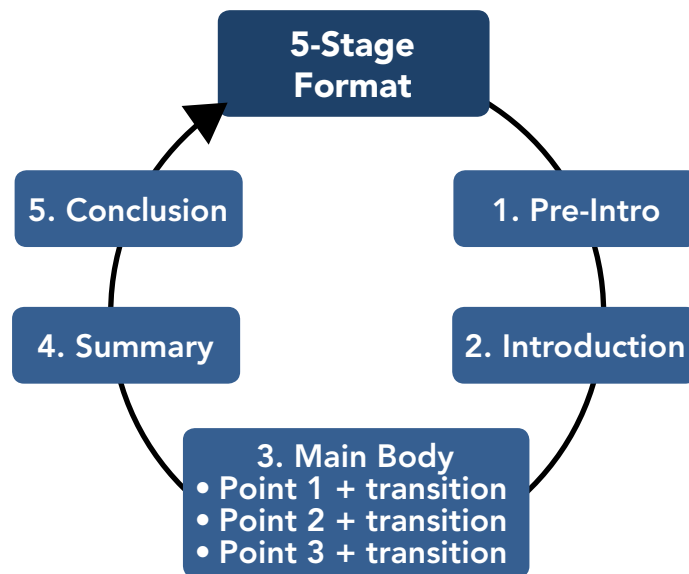 5-Stage
Format
1. Pre-Intro
2. Introduction
3. Main Body
• Point 1 + transition
• Point 2 + transition
• Point 3 + transition
4. Summary
5. Conclusion